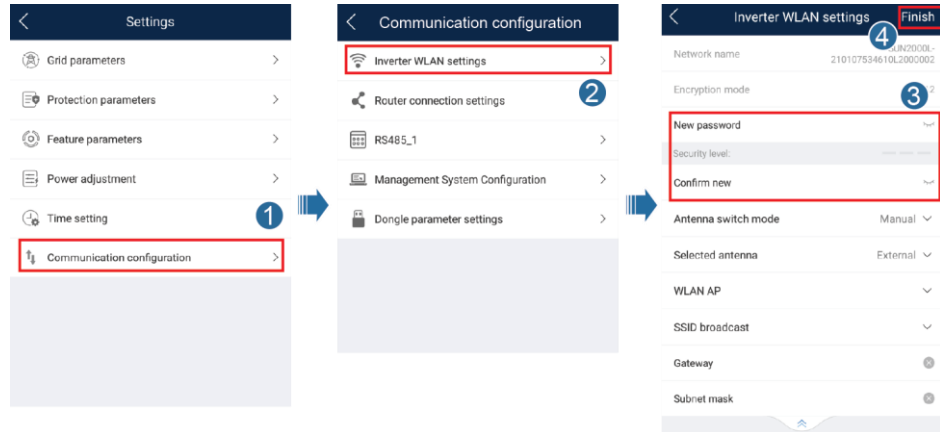 Settings
Grid parameters
Protection parameters
Feature parameters
Power adjustment
Time setting
1
Communication configuration
Communication configuration
Inverter WLAN settings
2
Router connection settings
RS485_1
Management System Configuration
Dongle parameter settings
Inverter WLAN settings
Finish
4
Network name
SUN2000L-
210107534610L2000002
Encryption mode
2
3
New password
Security level:
Confirm new
Antenna switch mode
Manual
Selected antenna
External
WLAN AP
SSID broadcast
Gateway
Subnet mask